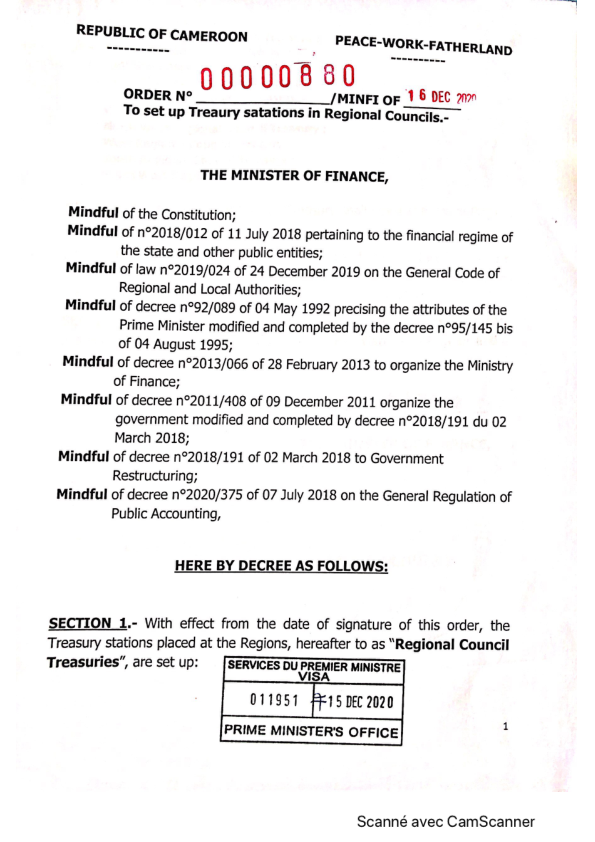 REPUBLIC OF CAMEROON
-----------
PEACE-WORK-FATHERLAND
----------
00000880
ORDER N° ____________________/MINFI OF 16 DEC 2020
To set up Treaury satations in Regional Councils.-
THE MINISTER OF FINANCE,
Mindful of the Constitution;
Mindful of n°2018/012 of 11 July 2018 pertaining to the financial regime of
the state and other public entities;
Mindful of law n°2019/024 of 24 December 2019 on the General Code of
Regional and Local Authorities;
Mindful of decree n°92/089 of 04 May 1992 precising the attributes of the
Prime Minister modified and completed by the decree n°95/145 bis
of 04 August 1995;
Mindful of decree n°2013/066 of 28 February 2013 to organize the Ministry
of Finance;
Mindful of decree n°2011/408 of 09 December 2011 organize the
government modified and completed by decree n°2018/191 du 02
March 2018;
Mindful of decree n°2018/191 of 02 March 2018 to Government
Restructuring;
Mindful of decree n°2020/375 of 07 July 2018 on the General Regulation of
Public Accounting,
HERE BY DECREE AS FOLLOWS:
SECTION 1.- With effect from the date of signature of this order, the
Treasury stations placed at the Regions, hereafter to as "Regional Council
Treasuries", are set up:
SERVICES DU PREMIER MINISTRE
VISA
011951 15 DEC 2020
PRIME MINISTER'S OFFICE
1
Scanné avec CamScanner